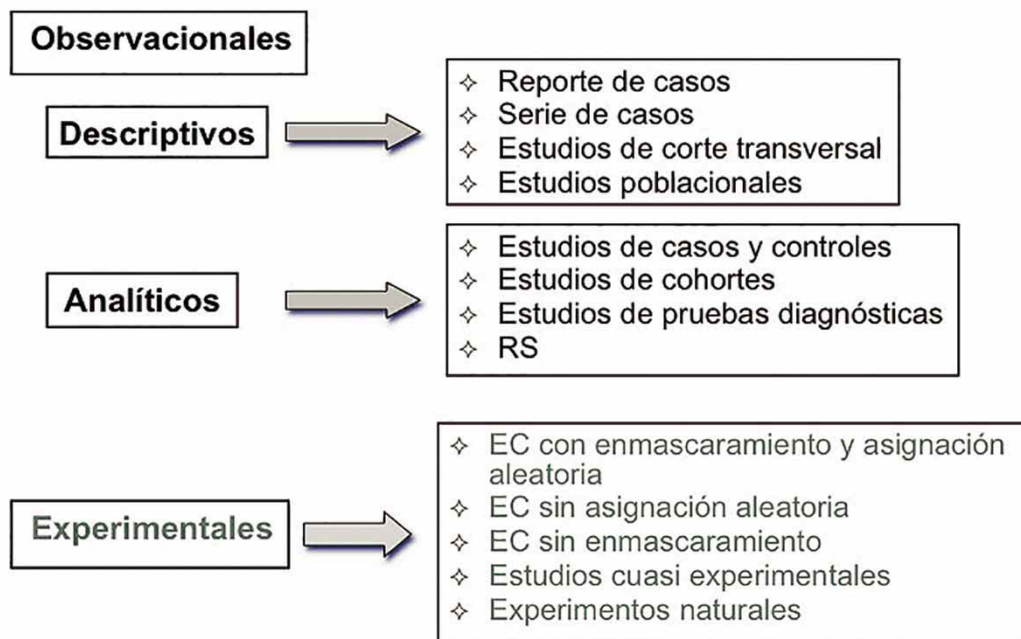 Observacionales
Descriptivos
Reporte de casos
Serie de casos
Estudios de corte transversal
Estudios poblacionales
Analíticos
Estudios de casos y controles
Estudios de cohortes
Estudios de pruebas diagnósticas
RS
Experimentales
EC con enmascaramiento y asignación
aleatoria
EC sin asignación aleatoria
EC sin enmascaramiento
Estudios cuasi experimentales
Experimentos naturales